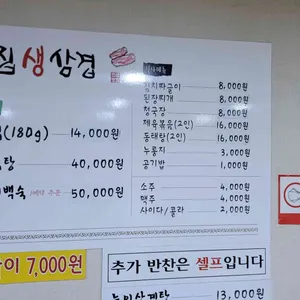 집 생삼겹
(180g) 14,000원
탕 40,000원
백숙 50,000원
김치짜글이 8,000원
된장찌개 8,000원
청국장 8,000원
제육볶음(2인) 16,000원
동태탕(2인) 16,000원
누룽지 3,000원
공기밥 1,000원
소주 4,000원
맥주 4,000원
사이다/콜라 2,000원
이 7,000원
추가 반찬은 셀프입니다
13,000원